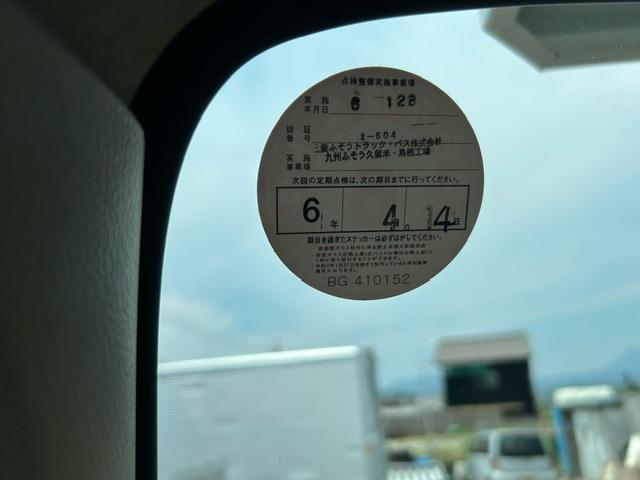 点検整備実施事業場
実施年月日 6 1 23
認証番号 2-504
実施事業場 三菱ふそうトラック・バス株式会社
九州ふそう久留米・鳥栖工場
次回の定期点検は、次の期日までに行ってください。
6年 4月 4日
期日を過ぎたステッカーは必ずはがしてください。
BG 410152